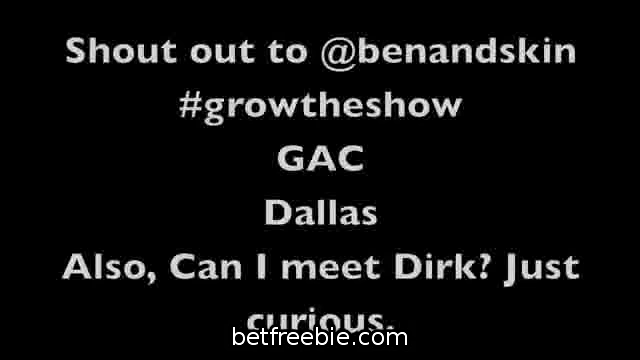 Shout out to @benandskin
#growtheshow
GAC
Dallas
Also, Can I meet Dirk? Just
curious.
betfreebie.com